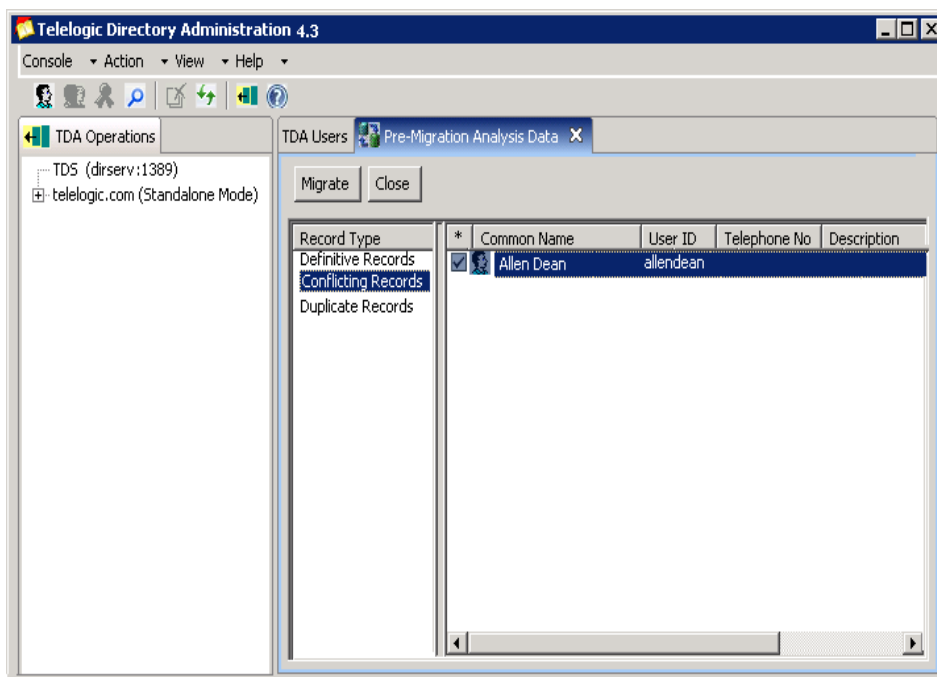 Telelogic Directory Administration 4.3
Console Action View Help
TDA Operations
TDS (dirserv:1389)
telelogic.com (Standalone Mode)
TDA Users Pre-Migration Analysis Data X
Migrate Close
Record Type
Definitive Records
Conflicting Records
Duplicate Records
* Common Name User ID Telephone No Description
Allen Dean allendean